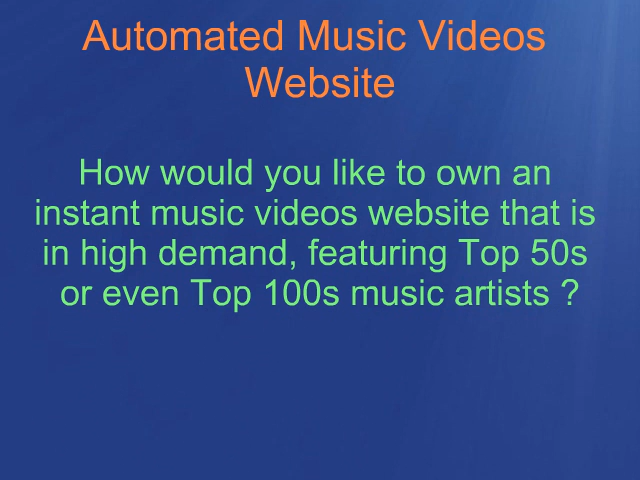 Automated Music Videos
Website
How would you like to own an
instant music videos website that is
in high demand, featuring Top 50s
or even Top 100s music artists ?